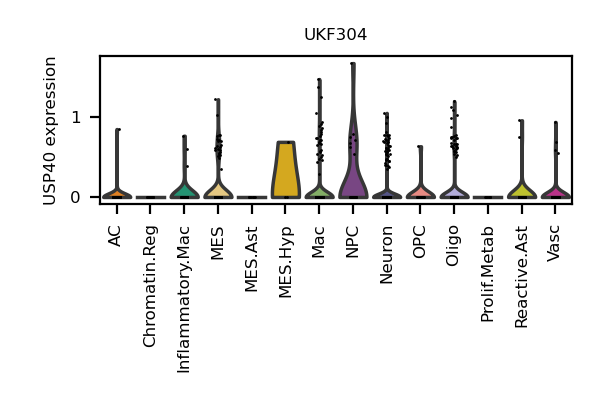 UKF304
USP40 expression
1
0
AC
Chromatin.Reg
Inflammatory.Mac
MES
MES.Ast
MES.Hyp
Mac
NPC
Neuron
OPC
Oligo
Prolif.Metab
Reactive.Ast
Vasc